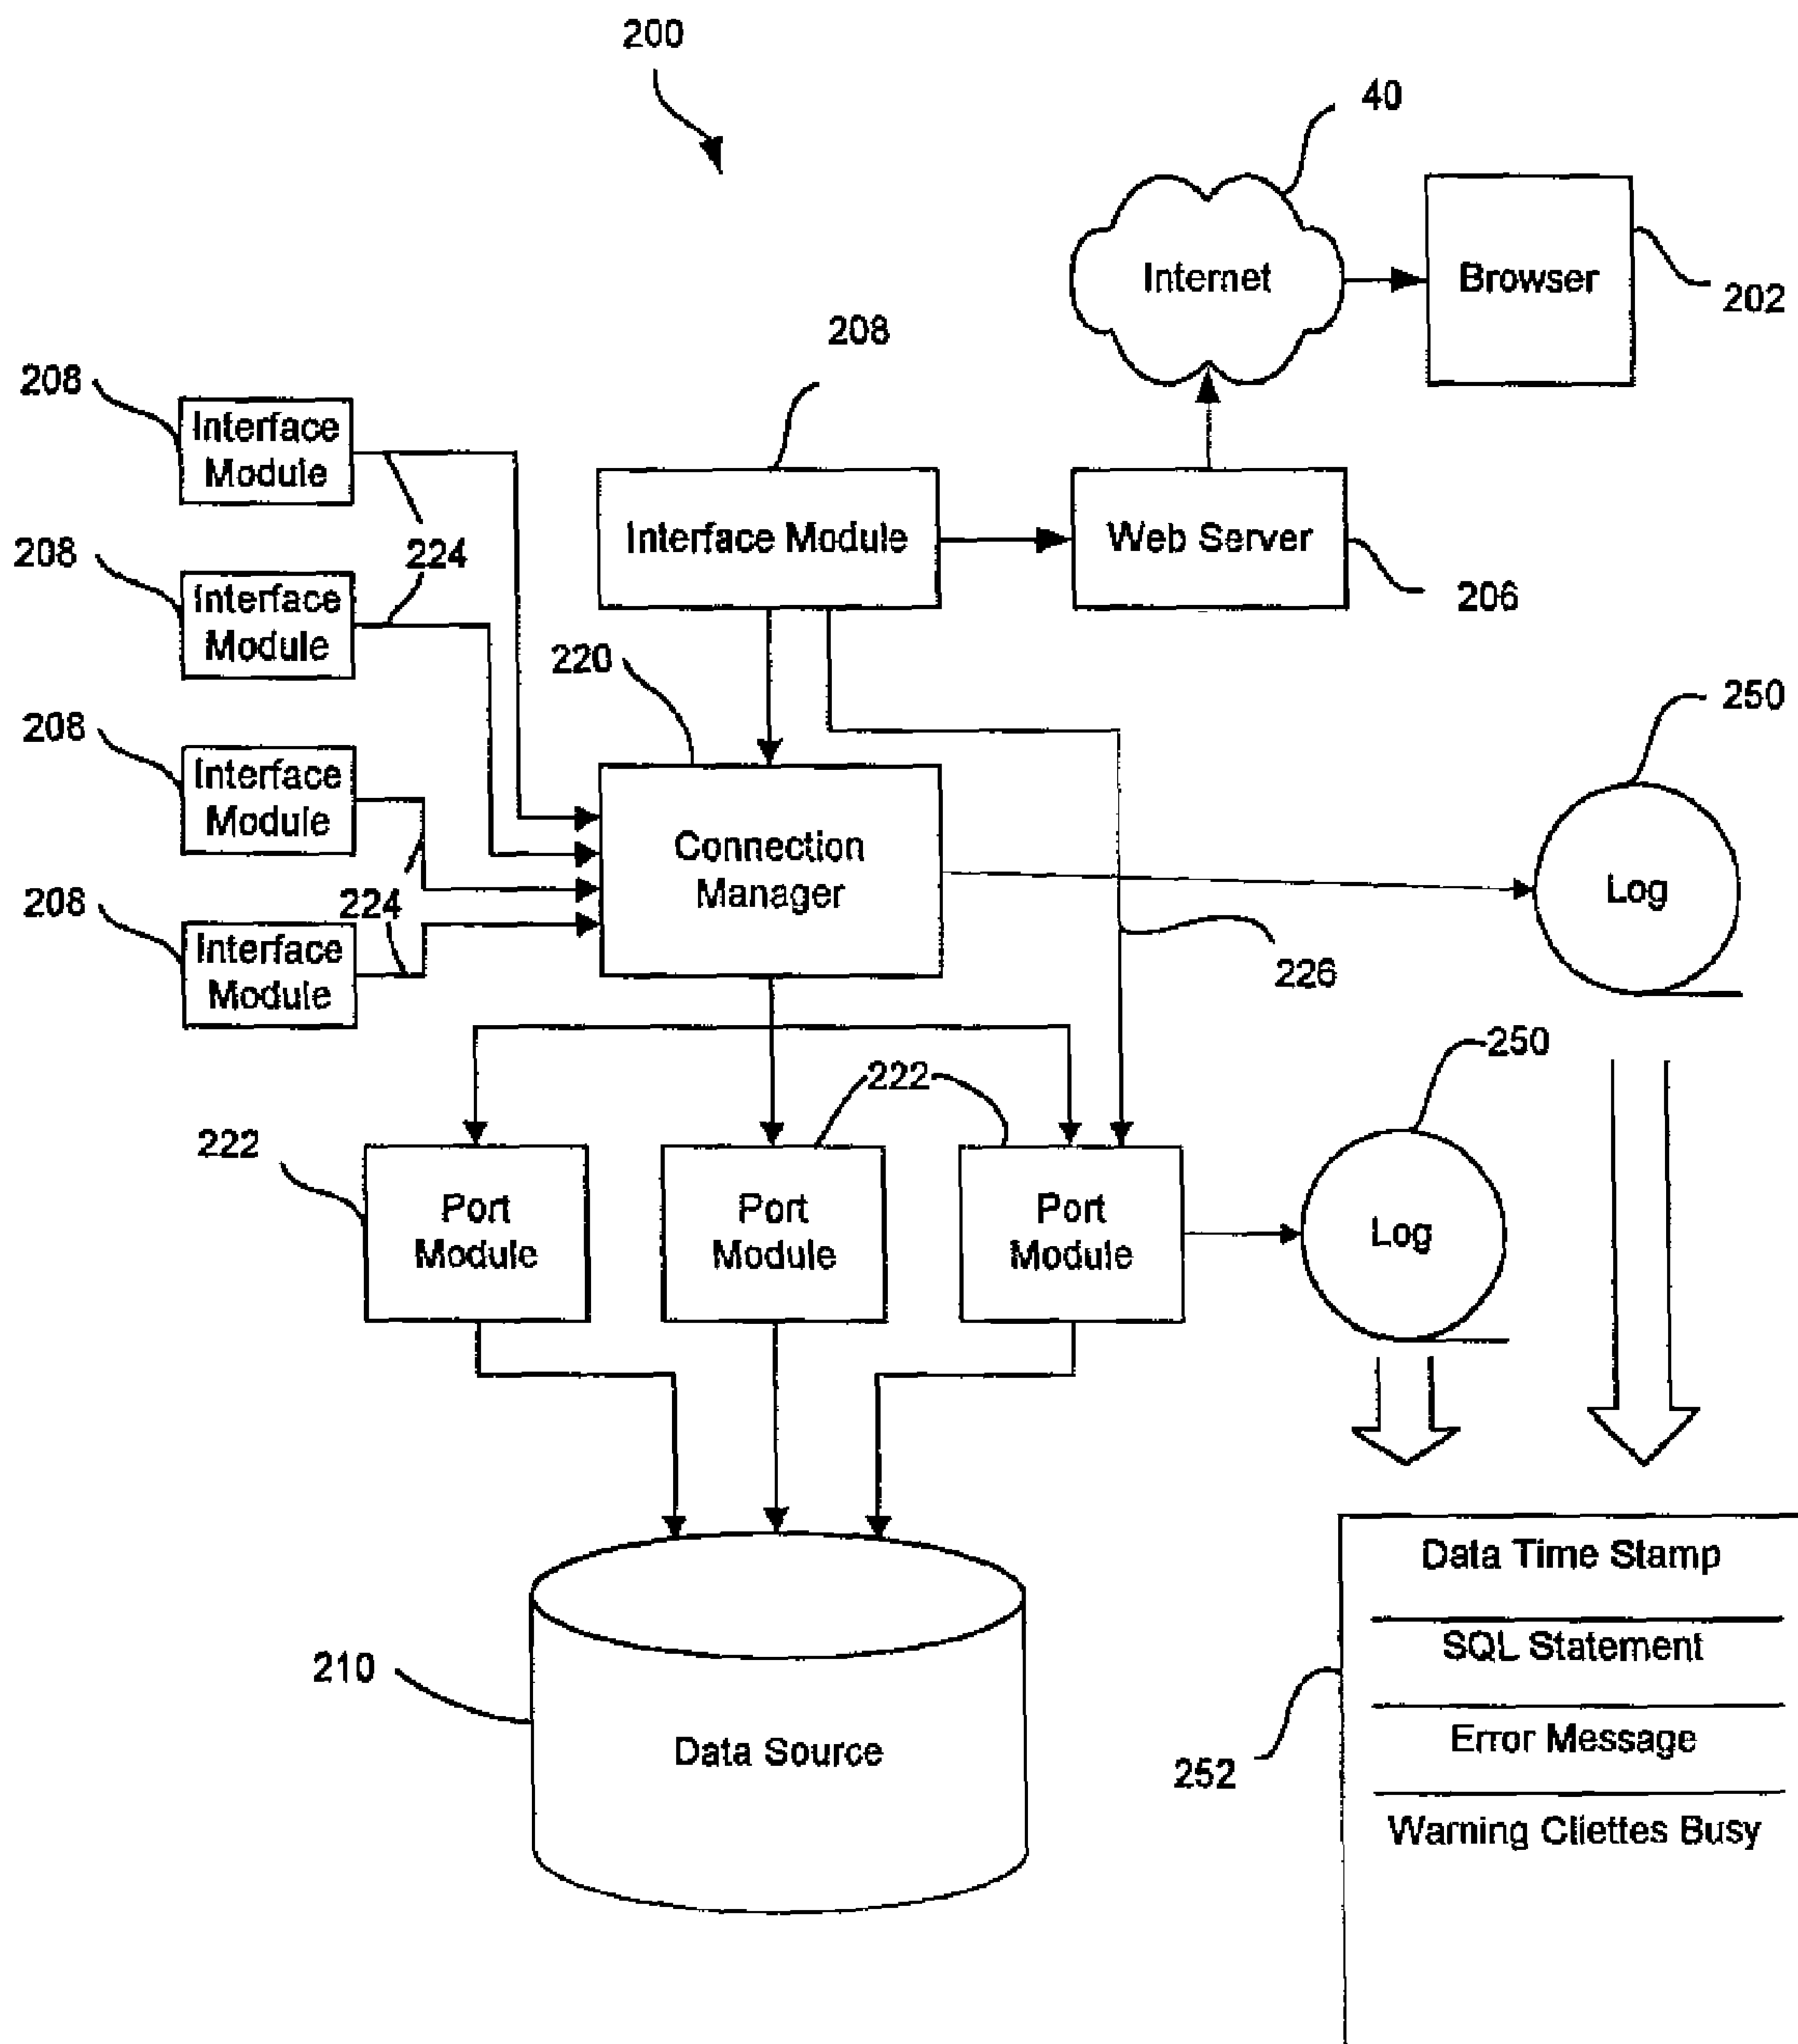 200
40
Internet
Browser
202
208
208
Interface
Module
Interface Module
Web Server
206
224
208
Interface
Module
220
250
208
Interface
Module
Connection
Manager
Log
224
208
Interface
Module
226
250
222
222
Port
Module
Port
Module
Port
Module
Log
210
Data Source
Data Time Stamp
SQL Statement
Error Message
252
Warning Cliettes Busy